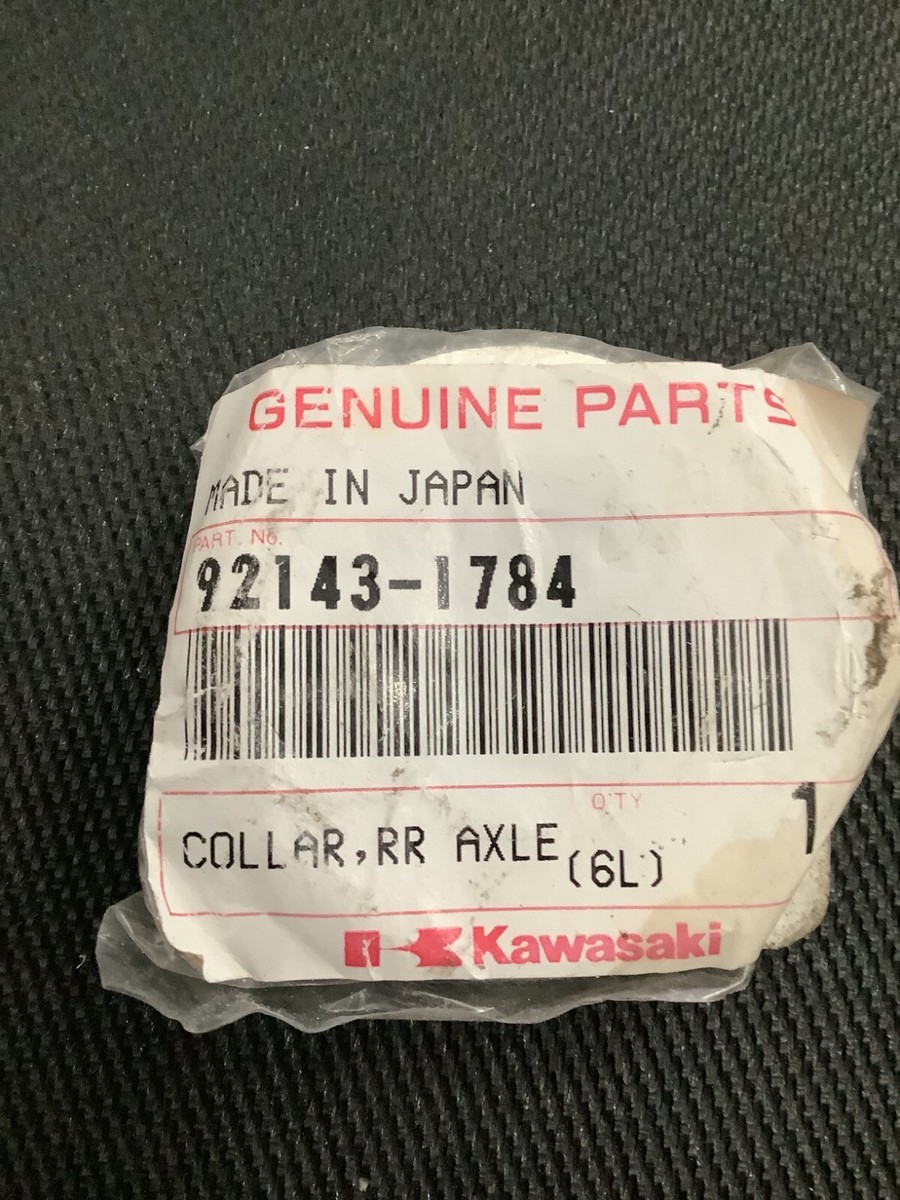 GENUINE PARTS
MADE IN JAPAN
PART No.
92143-1784
Q'TY
COLLAR,RR AXLE (6L) 1
Kawasaki